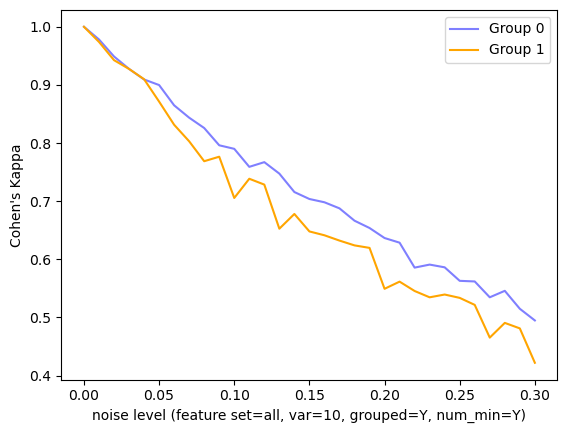 Group 0
Group 1
Cohen's Kappa
1.0
0.9
0.8
0.7
0.6
0.5
0.4
0.00 0.05 0.10 0.15 0.20 0.25 0.30
noise level (feature set=all, var=10, grouped=Y, num_min=Y)